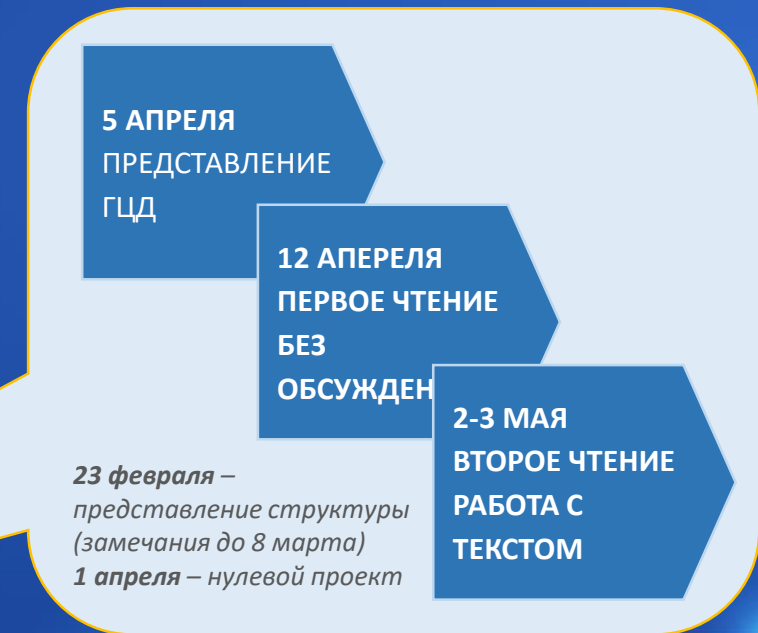 5 АПРЕЛЯ
ПРЕДСТАВЛЕНИЕ
ГЦД
12 АПЕРЕЛЯ
ПЕРВОЕ ЧТЕНИЕ
БЕЗ
ОБСУЖДЕН
2-3 МАЯ
ВТОРОЕ ЧТЕНИЕ
РАБОТА С
ТЕКСТОМ
23 февраля –
представление структуры
(замечания до 8 марта)
1 апреля – нулевой проект